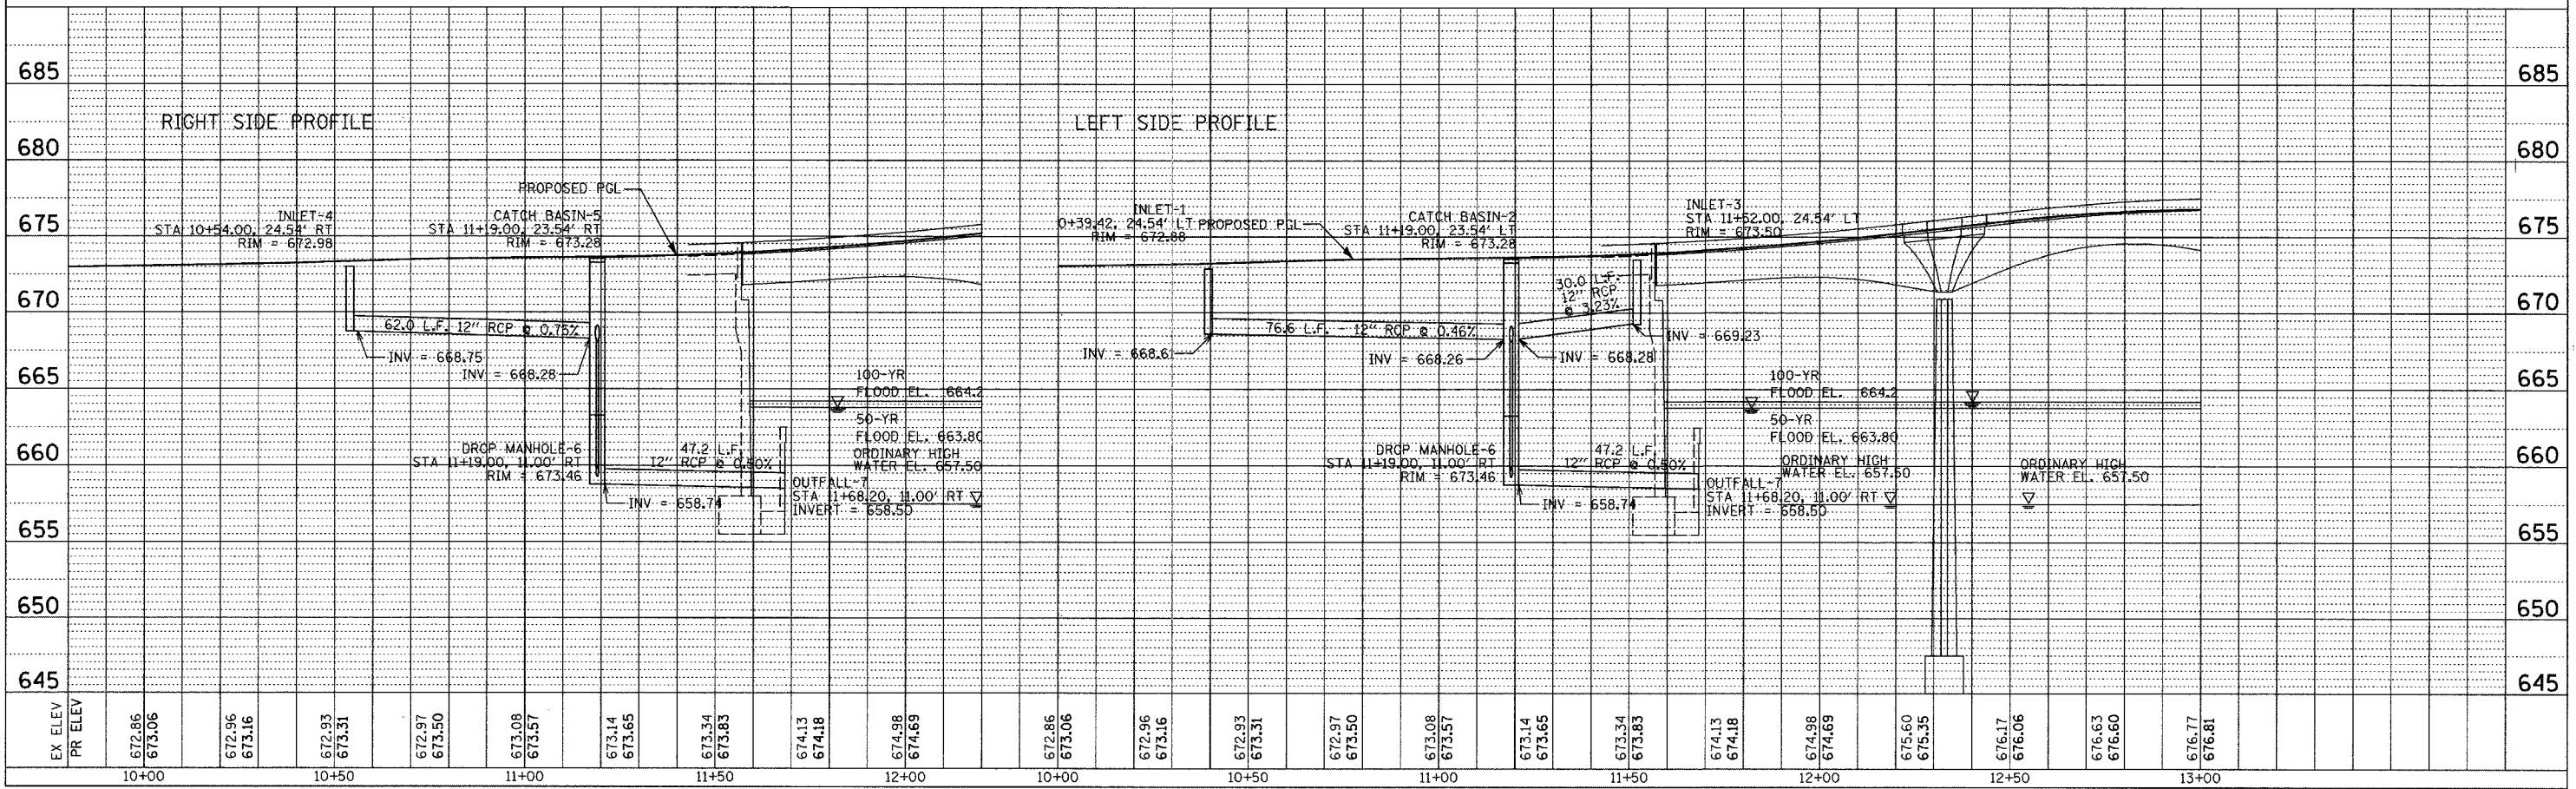 685
685
RIGHT SIDE PROFILE
LEFT SIDE PROFILE
680
680
PROPOSED PGL
INLET-4
STA 10+54.00, 24.54' RT
RIM = 672.98
CATCH BASIN-5
STA 11+19.00, 23.54' RT
RIM = 673.28
INLET-1
0+39.42, 24.54' LT
RIM = 672.88
PROPOSED PGL
CATCH BASIN-2
STA 11+19.00, 23.54' LT
RIM = 673.28
INLET-3
STA 11+52.00, 24.54' LT
RIM = 673.50
675
675
670
670
62.0 L.F. 12" RCP @ 0.75%
INV = 668.75
INV = 668.28
76.6 L.F. - 12" RCP @ 0.46%
30.0 L.F.
12" RCP
@ 3.23%
INV = 668.61
INV = 668.26
INV = 668.28
INV = 669.23
665
665
100-YR
FLOOD EL. 664.2
50-YR
FLOOD EL. 663.80
ORDINARY HIGH
WATER EL. 657.50
100-YR
FLOOD EL. 664.2
50-YR
FLOOD EL. 663.80
ORDINARY HIGH
WATER EL. 657.50
ORDINARY HIGH
WATER EL. 657.50
660
660
DROP MANHOLE-6
STA 11+19.00, 11.00' RT
RIM = 673.46
47.2 L.F.
12" RCP @ 0.50%
INV = 658.74
OUTFALL-7
STA 11+68.20, 11.00' RT
INVERT = 658.50
DROP MANHOLE-6
STA 11+19.00, 11.00' RT
RIM = 673.46
47.2 L.F.
12" RCP @ 0.50%
INV = 658.74
OUTFALL-7
STA 11+68.20, 11.00' RT
INVERT = 658.50
655
655
650
650
645
645
EX ELEV
PR ELEV
672.86
673.06
672.96
673.16
672.93
673.31
672.97
673.50
673.08
673.57
673.14
673.65
673.34
673.83
674.13
674.18
674.98
674.69
672.86
673.06
672.96
673.16
672.93
673.31
672.97
673.50
673.08
673.57
673.14
673.65
673.34
673.83
674.13
674.18
674.98
674.69
675.60
675.35
676.17
676.06
676.63
676.60
676.77
676.81
10+00
10+50
11+00
11+50
12+00
10+00
10+50
11+00
11+50
12+00
12+50
13+00